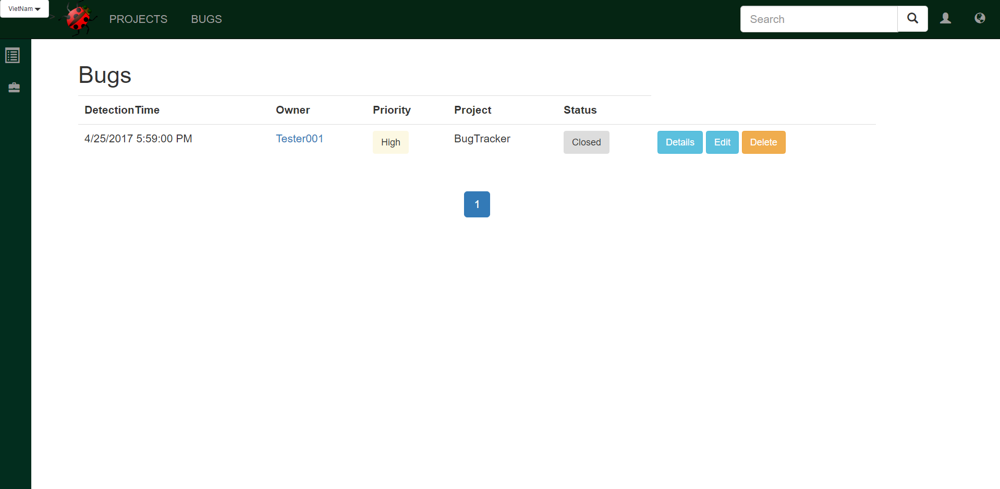 VietNam
>
PROJECTS BUGS Search
Bugs
DetectionTime Owner Priority Project Status
4/25/2017 5:59:00 PM Tester001 High BugTracker Closed Details Edit Delete
1